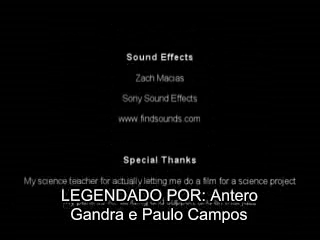 Sound Effects
Zach Macias
Sony Sound Effects
www.findsounds.com
Special Thanks
My science teacher for actually letting me do a film for a science project
LEGENDADO POR: Antero
Gandra e Paulo Campos